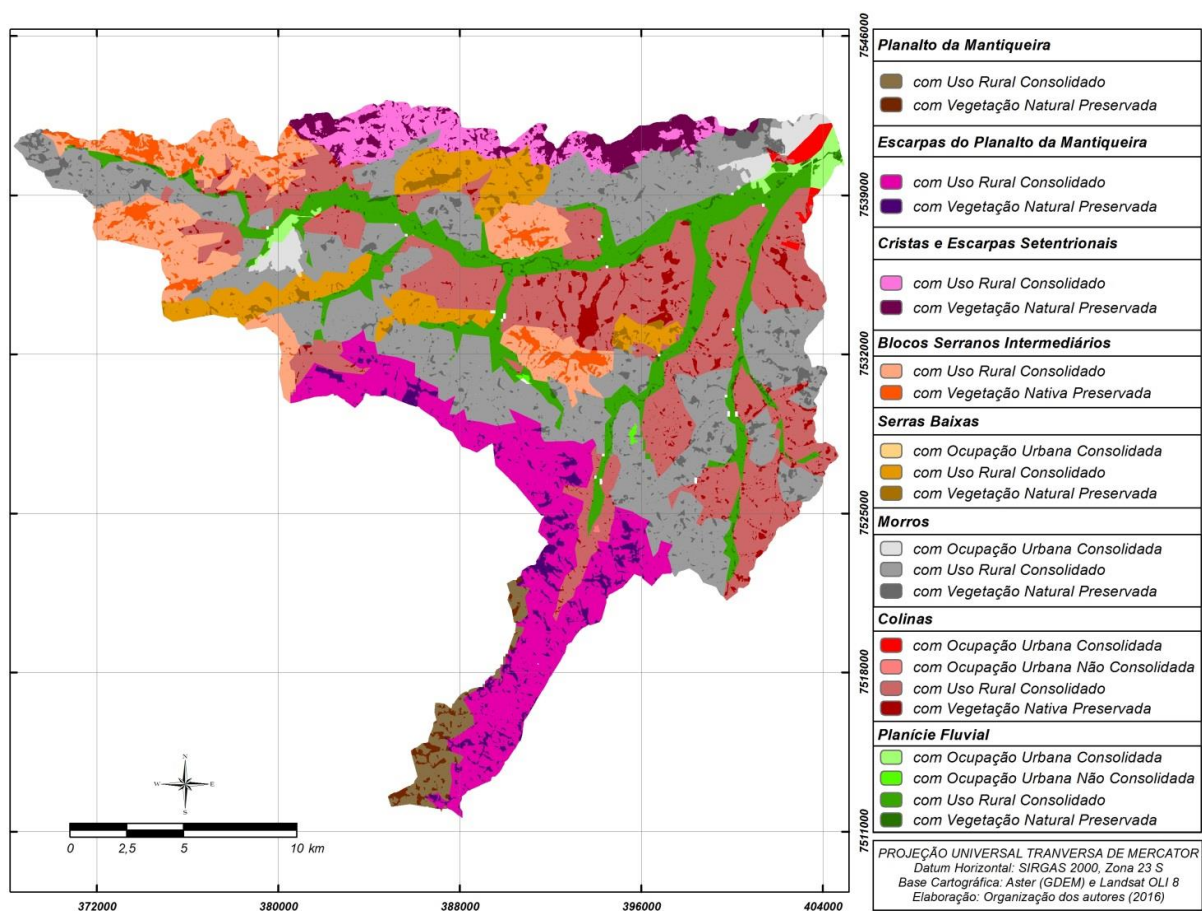 Planalto da Mantiqueira
com Uso Rural Consolidado
com Vegetação Natural Preservada
Escarpas do Planalto da Mantiqueira
com Uso Rural Consolidado
com Vegetação Natural Preservada
Cristas e Escarpas Setentrionais
com Uso Rural Consolidado
com Vegetação Natural Preservada
Blocos Serranos Intermediários
com Uso Rural Consolidado
com Vegetação Nativa Preservada
Serras Baixas
com Ocupação Urbana Consolidada
com Uso Rural Consolidado
com Vegetação Natural Preservada
Morros
com Ocupação Urbana Consolidada
com Uso Rural Consolidado
com Vegetação Natural Preservada
Colinas
com Ocupação Urbana Consolidada
com Ocupação Urbana Não Consolidada
com Uso Rural Consolidado
com Vegetação Nativa Preservada
Planície Fluvial
com Ocupação Urbana Consolidada
com Ocupação Urbana Não Consolidada
com Uso Rural Consolidado
com Vegetação Natural Preservada
PROJEÇÃO UNIVERSAL TRANVERSA DE MERCATOR
Datum Horizontal: SIRGAS 2000, Zona 23 S
Base Cartográfica: Aster (GDEM) e Landsat OLI 8
Elaboração: Organização dos autores (2016)
7546000
7539000
7532000
7525000
7518000
7511000
N
W E
S
0 2,5 5 10 km
372000 380000 388000 396000 404000